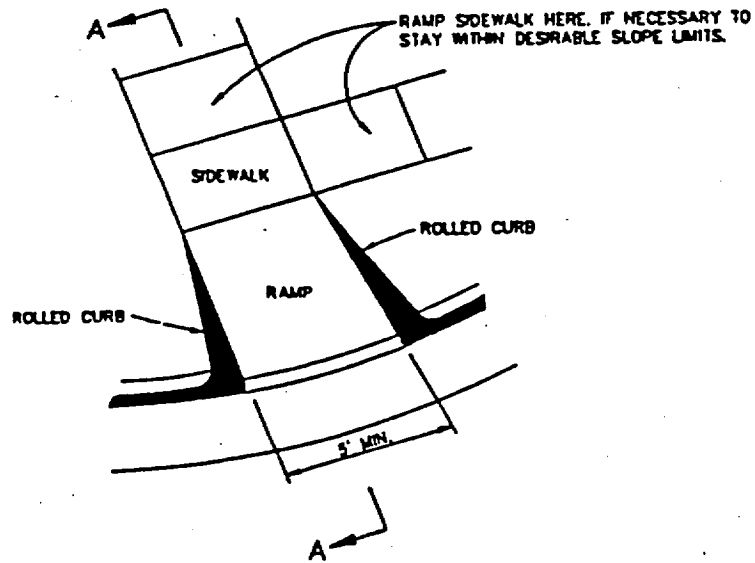 A
RAMP SIDEWALK HERE, IF NECESSARY TO
STAY WITHIN DESIRABLE SLOPE LIMITS.
SIDEWALK
ROLLED CURB
RAMP
ROLLED CURB
5' MIN.
A